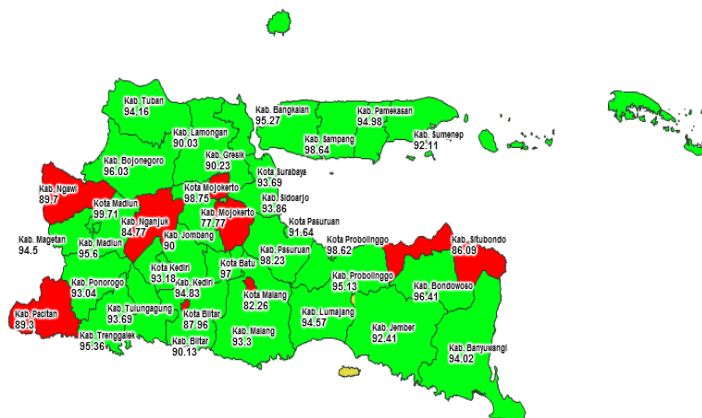 Kab. Tuban
94.16
Kab. Bangkalan
95.27
Kab. Pamekasan
94.98
Kab. Lamongan
90.03
Kab. Sampang
98.64
Kab. Sumenep
92.11
Kab. Bojonegoro
96.03
Kab. Gresik
90.23
Kota Surabaya
93.69
Kab. Ngawi
89.7
Kota Madiun
99.71
Kota Mojokerto
98.75
Kab. Sidoarjo
93.86
Kab. Nganjuk
84.77
Kab. Mojokerto
77.77
Kota Pasuruan
91.64
Kab. Magetan
94.5
Kab. Madiun
95.6
Kab. Jombang
90
Kab. Pasuruan
98.23
Kota Probolinggo
98.62
Kab. Situbondo
86.09
Kota Kediri
93.18
Kota Batu
97
Kab. Probolinggo
95.13
Kab. Ponorogo
93.04
Kab. Kediri
94.83
Kota Malang
82.26
Kab. Bondowoso
96.41
Kab. Pacitan
89.3
Kab. Tulungagung
93.69
Kota Blitar
87.96
Kab. Lumajang
94.57
Kab. Trenggalek
95.36
Kab. Blitar
90.13
Kab. Malang
93.3
Kab. Jember
92.41
Kab. Banyuwangi
94.02